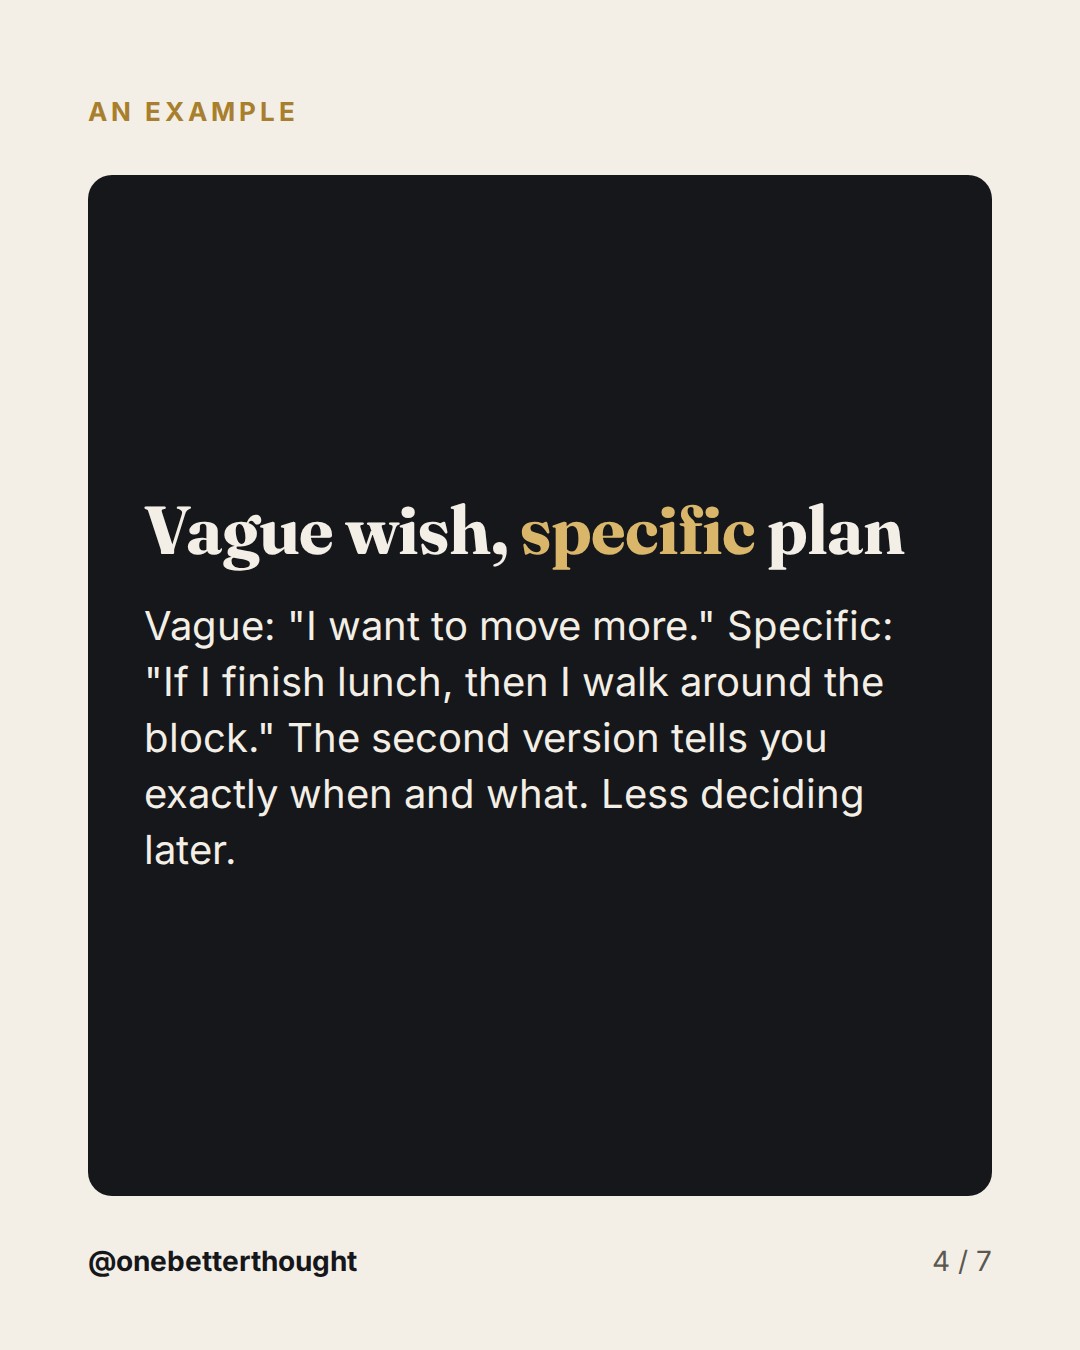 AN EXAMPLE
Vague wish, specific plan
Vague: "I want to move more." Specific:
"If I finish lunch, then I walk around the
block." The second version tells you
exactly when and what. Less deciding
later.
@onebetterthought
4 / 7